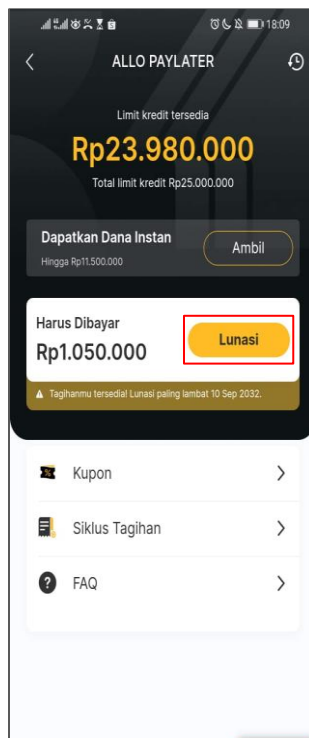 18:09
ALLO PAYLATER
Limit kredit tersedia
Rp23.980.000
Total limit kredit Rp25.000.000
Dapatkan Dana Instan
Hingga Rp11.500.000
Ambil
Harus Dibayar
Rp1.050.000
Lunasi
Tagihanmu tersedia! Lunasi paling lambat 10 Sep 2032.
Kupon
Siklus Tagihan
FAQ